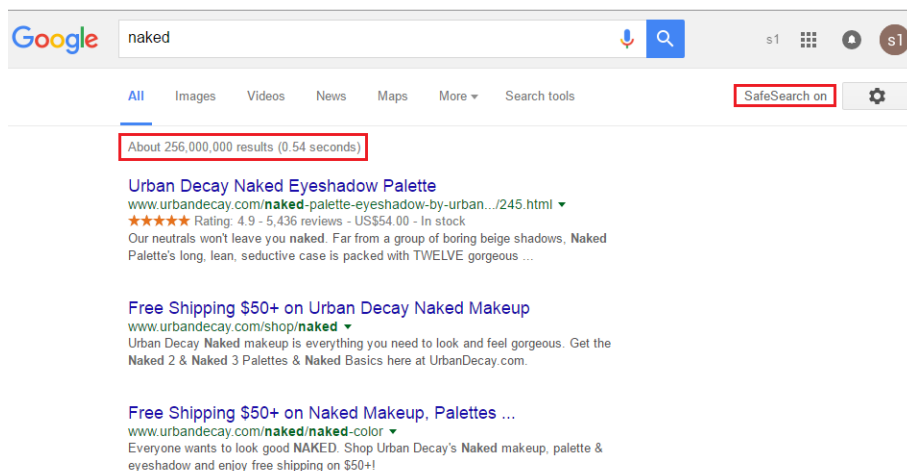 Google naked s1 s1
All Images Videos News Maps More Search tools SafeSearch on
About 256,000,000 results (0.54 seconds)
Urban Decay Naked Eyeshadow Palette
www.urbandecay.com/naked-palette-eyeshadow-by-urban.../245.html
Rating: 4.9 - 5,436 reviews - US$54.00 - In stock
Our neutrals won't leave you naked. Far from a group of boring beige shadows, Naked
Palette's long, lean, seductive case is packed with TWELVE gorgeous ...
Free Shipping $50+ on Urban Decay Naked Makeup
www.urbandecay.com/shop/naked
Urban Decay Naked makeup is everything you need to look and feel gorgeous. Get the
Naked 2 & Naked 3 Palettes & Naked Basics here at UrbanDecay.com.
Free Shipping $50+ on Naked Makeup, Palettes ...
www.urbandecay.com/naked/naked-color
Everyone wants to look good NAKED. Shop Urban Decay's Naked makeup, palette &
eyeshadow and enjoy free shipping on $50+!